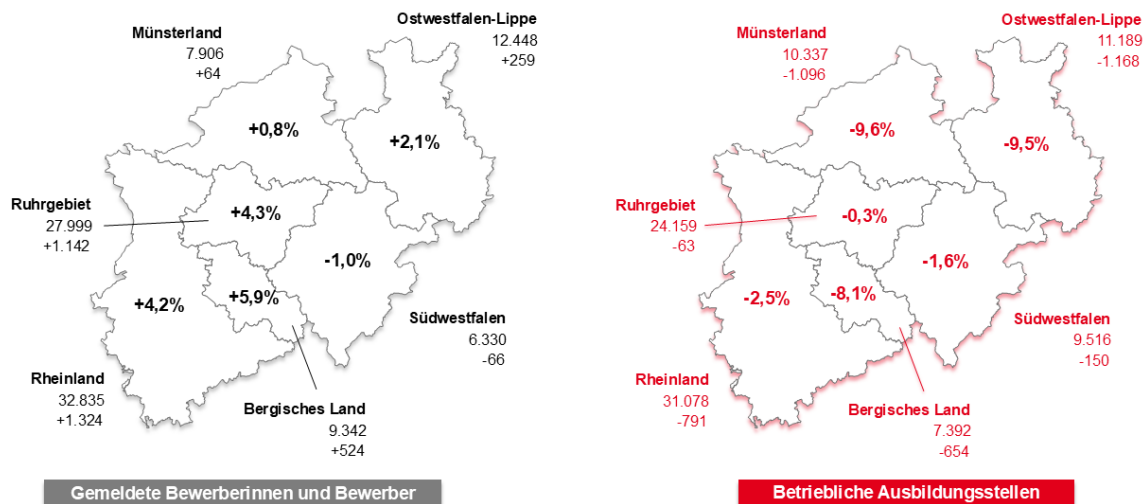 Münsterland
7.906
+64
Ostwestfalen-Lippe
12.448
+259
+0,8%
+2,1%
Ruhrgebiet
27.999
+1.142
+4,3%
-1,0%
+4,2%
+5,9%
Südwestfalen
6.330
-66
Rheinland
32.835
+1.324
Bergisches Land
9.342
+524
Gemeldete Bewerberinnen und Bewerber
Münsterland
10.337
-1.096
Ostwestfalen-Lippe
11.189
-1.168
-9,6%
-9,5%
Ruhrgebiet
24.159
-63
-0,3%
-1,6%
-2,5%
-8,1%
Südwestfalen
9.516
-150
Rheinland
31.078
-791
Bergisches Land
7.392
-654
Betriebliche Ausbildungsstellen